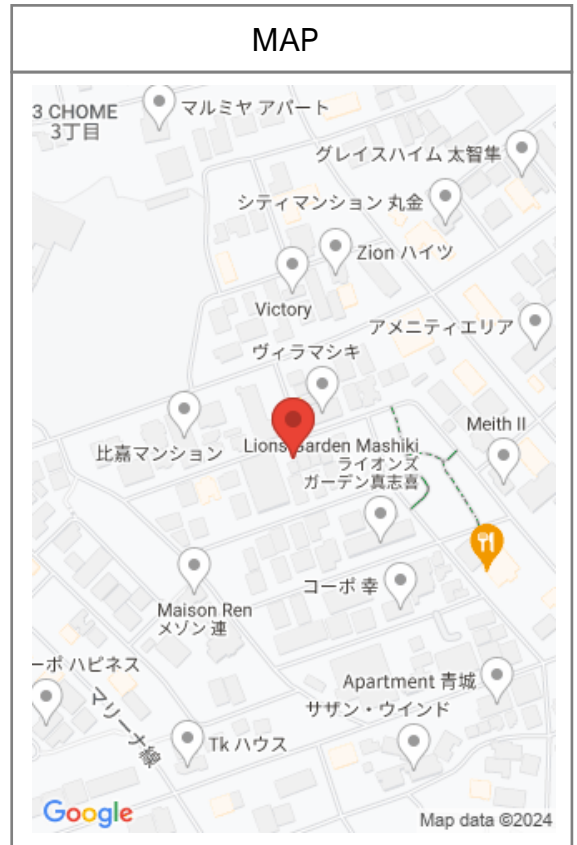 MAP
3 CHOME
3丁目
マルミヤ アパート
グレイスハイム 太智隼
シティマンション 丸金
Zion ハイツ
Victory
アメニティエリア
ヴィラマシキ
Meith II
比嘉マンション
Lions Garden Mashiki
ライオンズ
ガーデン真志喜
コーポ 幸
Maison Ren
メゾン 連
ーポ ハピネス
Apartment 青城
サザン・ウインド
マリーナ線
Tk ハウス
Google
Map data ©2024